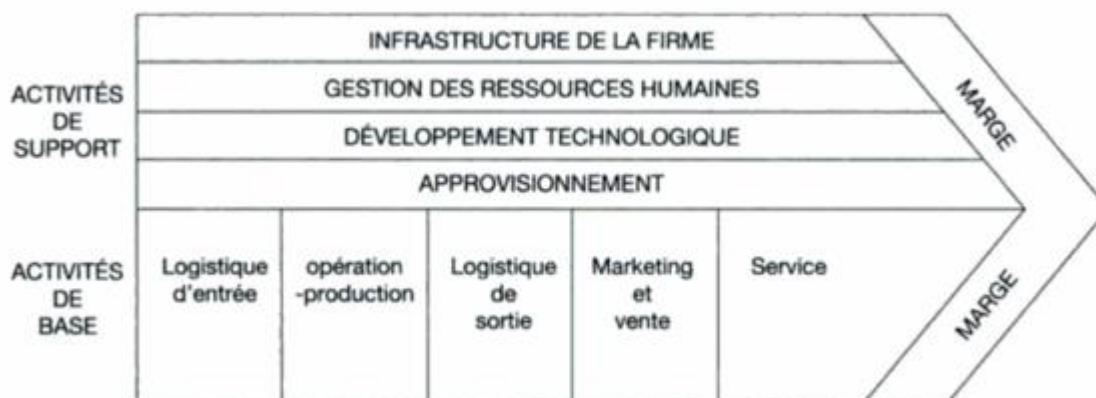 ACTIVITÉS
DE
SUPPORT
INFRASTRUCTURE DE LA FIRME
GESTION DES RESSOURCES HUMAINES
DÉVELOPPEMENT TECHNOLOGIQUE
APPROVISIONNEMENT
MARGE
ACTIVITÉS
DE
BASE
Logistique
d'entrée
opération
-production
Logistique
de
sortie
Marketing
et
vente
Service
MARGE